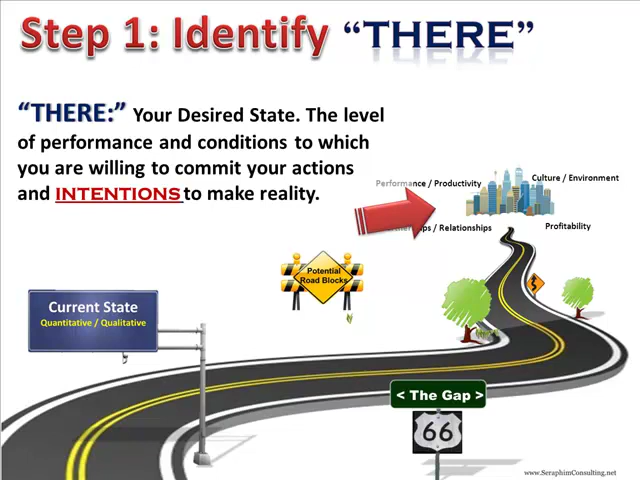 Step 1: Identify “THERE”
“THERE:” Your Desired State. The level
of performance and conditions to which
you are willing to commit your actions
and INTENTIONS to make reality.
Performance / Productivity
Culture / Environment
/ Relationships
Profitability
Potential
Road Blocks
Current State
Quantitative / Qualitative
< The Gap >
66
www.SeraphimConsulting.net